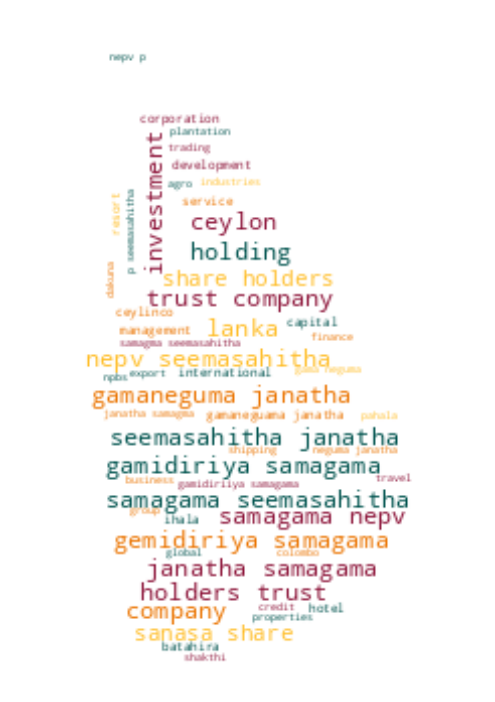 nepv p
corporation
plantation
investment
trading
development
agro industries
resort
p seemasahitha
service
ceylon
holding
dakuna
share holders
trust company
ceylinco
lanka capital
management
finance
samagma seemasahitha
nepv seemasahitha
npbs export international gama neguma
gamaneguma janatha
janatha samagma gamaneguama janatha pahala
seemasahitha janatha
shipping neguma janatha
gamidiriya samagama
business gamidiriiya samagama travel
samagama seemasahitha
group ihala samagama nepv
gemidiriya samagama
global colombo
janatha samagama
holders trust
company credit hotel
properties
sanasa share
batahira
shakthi